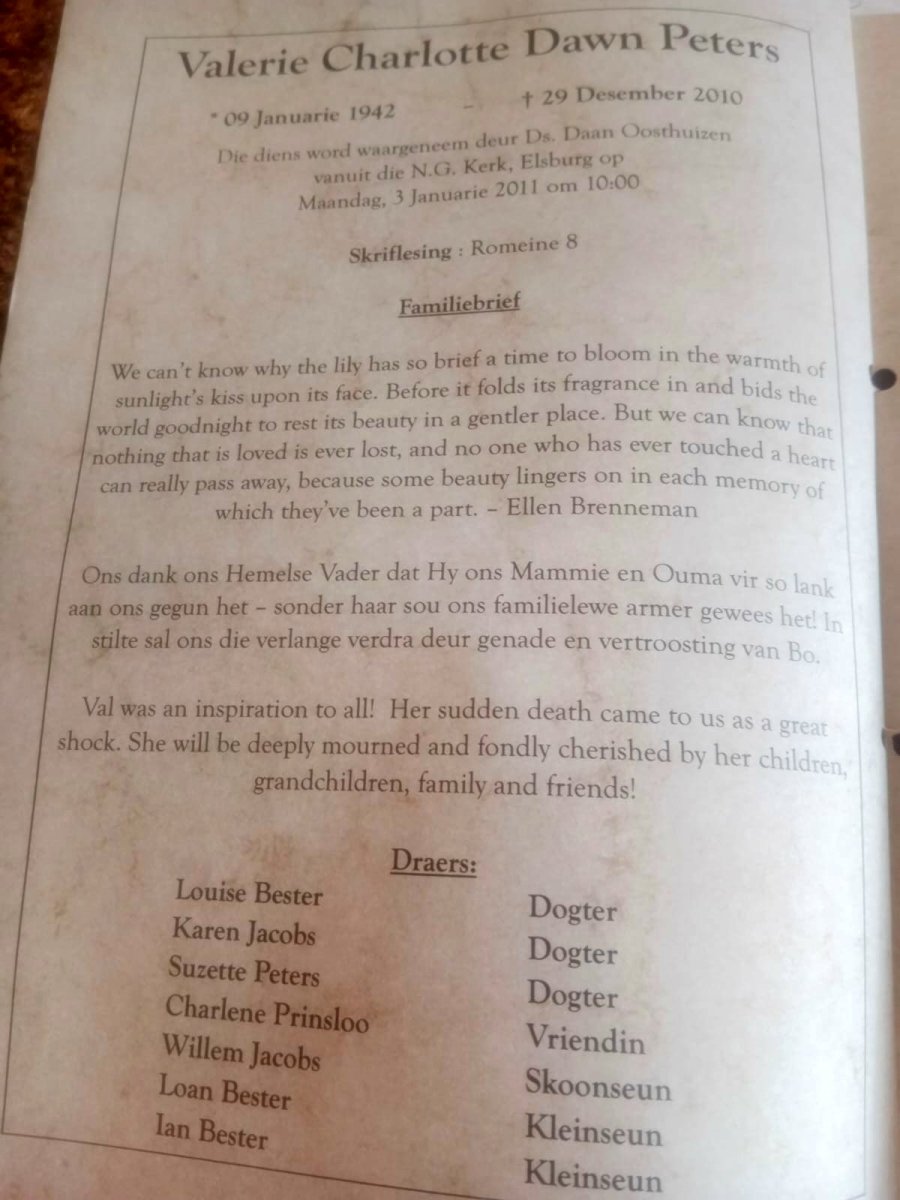 Valerie Charlotte Dawn Peters
* 09 Januarie 1942 – † 29 Desember 2010
Die diens word waargeneem deur Ds. Daan Oosthuizen
vanuit die N.G. Kerk, Elsburg op
Maandag, 3 Januarie 2011 om 10:00
Skriflesing : Romeine 8
Familiebrief
We can't know why the lily has so brief a time to bloom in the warmth of
sunlight's kiss upon its face. Before it folds its fragrance in and bids the
world goodnight to rest its beauty in a gentler place. But we can know that
nothing that is loved is ever lost, and no one who has ever touched a heart
can really pass away, because some beauty lingers on in each memory of
which they've been a part. – Ellen Brenneman
Ons dank ons Hemelse Vader dat Hy ons Mammie en Ouma vir so lank
aan ons gegun het – sonder haar sou ons familielewe armer gewees het! In
stilte sal ons die verlange verdra deur genade en vertroosting van Bo.
Val was an inspiration to all! Her sudden death came to us as a great
shock. She will be deeply mourned and fondly cherished by her children,
grandchildren, family and friends!
Draers:
Louise Bester Dogter
Karen Jacobs Dogter
Suzette Peters Dogter
Charlene Prinsloo Vriendin
Willem Jacobs Skoonseun
Loan Bester Kleinseun
Ian Bester Kleinseun